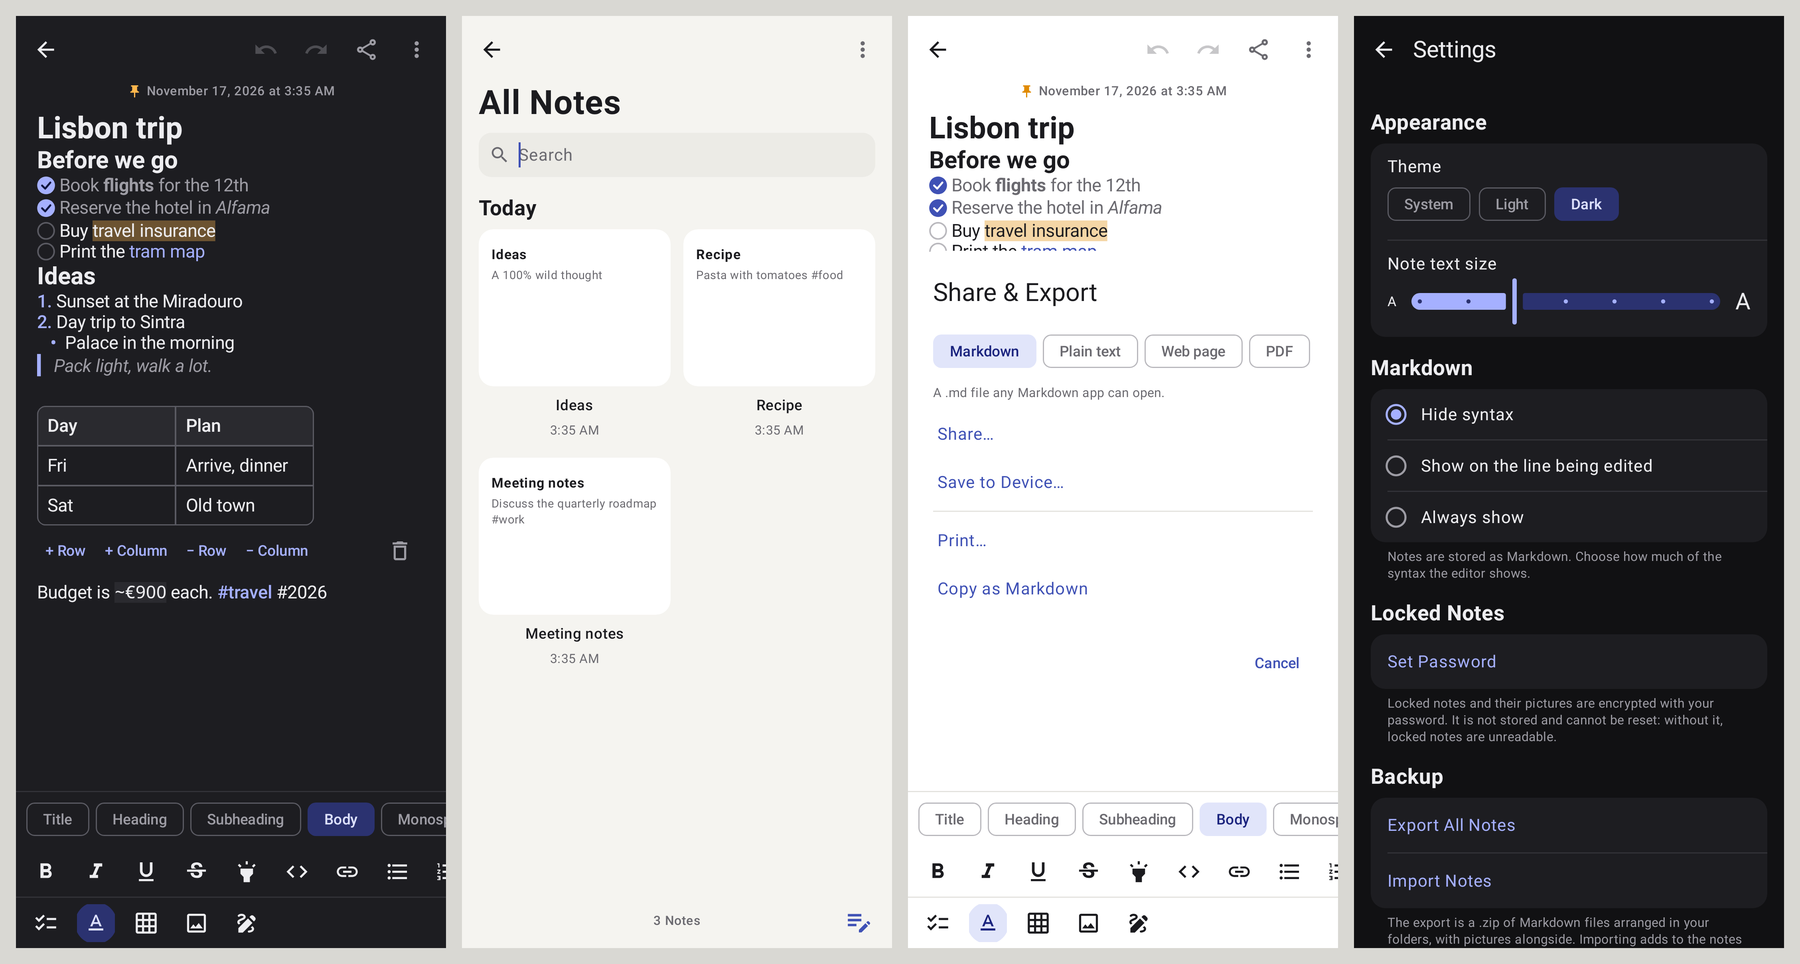 November 17, 2026 at 3:35 AM
Lisbon trip
Before we go
Book flights for the 12th
Reserve the hotel in Alfama
Buy travel insurance
Print the tram map
Ideas
1. Sunset at the Miradouro
2. Day trip to Sintra
• Palace in the morning
Pack light, walk a lot.
Day Plan
Fri Arrive, dinner
Sat Old town
+ Row + Column − Row − Column
Budget is ~€900 each. #travel #2026
Title Heading Subheading Body Monosp
B I U S
A
All Notes
Search
Today
Ideas
A 100% wild thought
Ideas
3:35 AM
Recipe
Pasta with tomatoes #food
Recipe
3:35 AM
Meeting notes
Discuss the quarterly roadmap
#work
Meeting notes
3:35 AM
3 Notes
November 17, 2026 at 3:35 AM
Lisbon trip
Before we go
Book flights for the 12th
Reserve the hotel in Alfama
Buy travel insurance
Print the tram map
Share & Export
Markdown Plain text Web page PDF
A .md file any Markdown app can open.
Share…
Save to Device…
Print…
Copy as Markdown
Cancel
Title Heading Subheading Body Monosp
B I U S
A
Settings
Appearance
Theme
System Light Dark
Note text size
A A
Markdown
Hide syntax
Show on the line being edited
Always show
Notes are stored as Markdown. Choose how much of the
syntax the editor shows.
Locked Notes
Set Password
Locked notes and their pictures are encrypted with your
password. It is not stored and cannot be reset: without it,
locked notes are unreadable.
Backup
Export All Notes
Import Notes
The export is a .zip of Markdown files arranged in your
folders, with pictures alongside. Importing adds to the notes